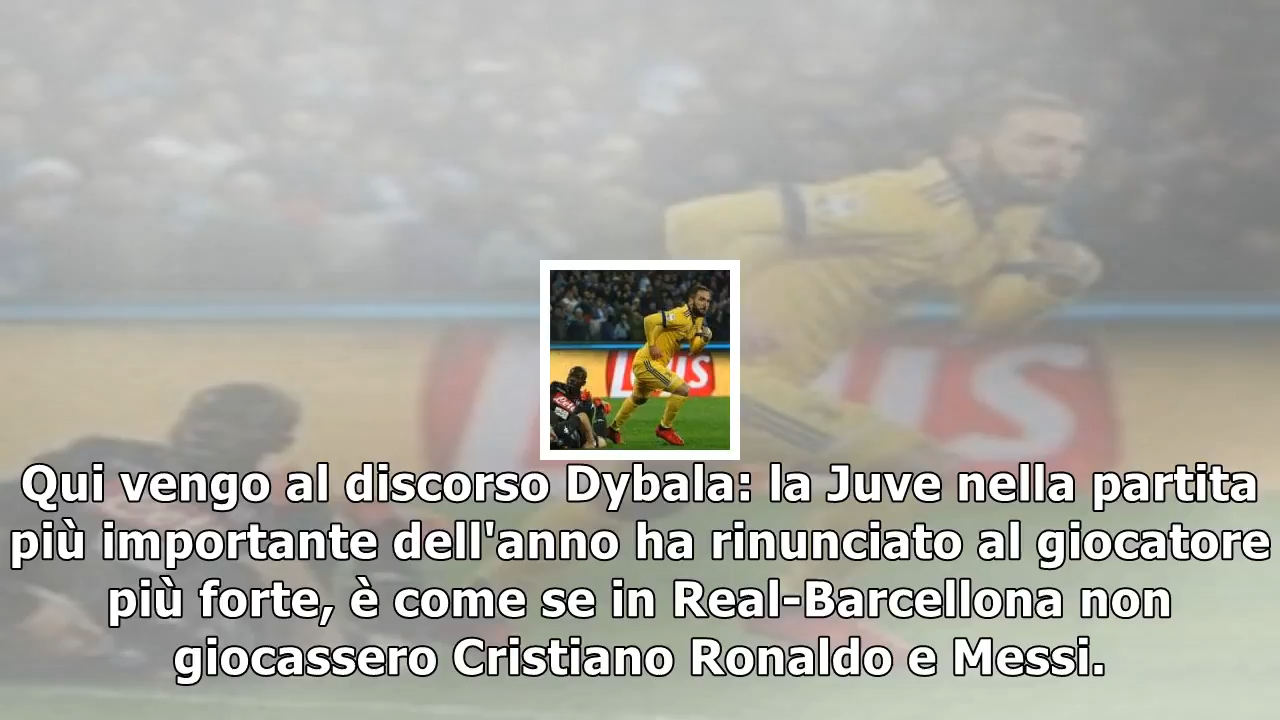 Qui vengo al discorso Dybala: la Juve nella partita
più importante dell'anno ha rinunciato al giocatore
più forte, è come se in Real-Barcellona non
giocassero Cristiano Ronaldo e Messi.